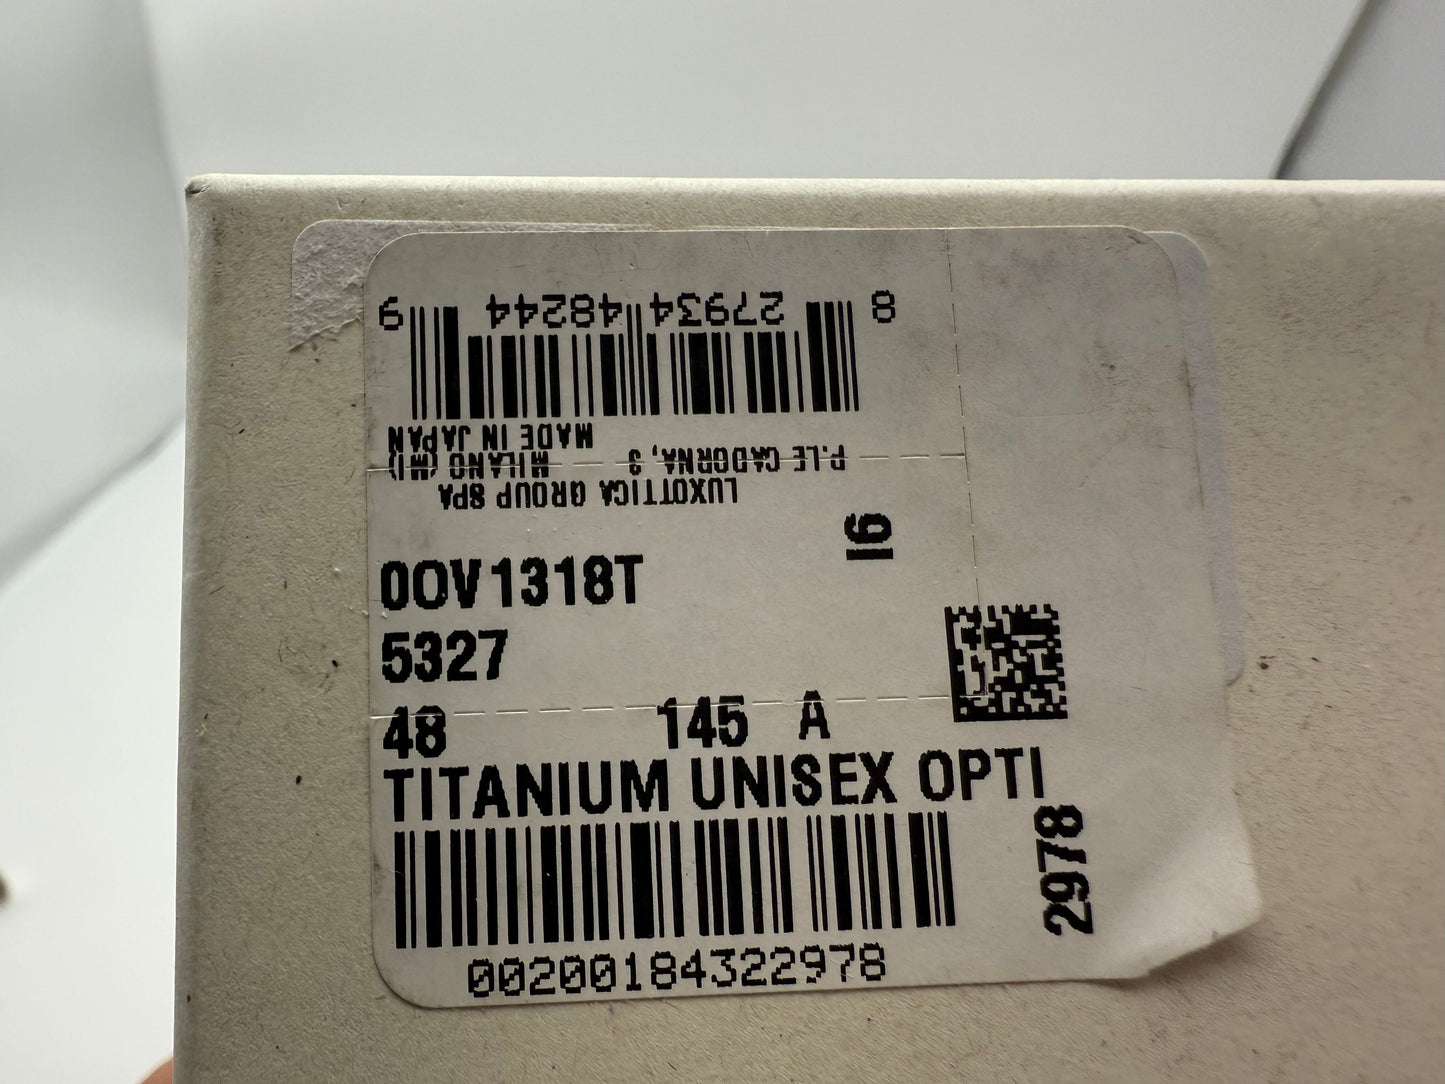 8 27934 48244 9
MADE IN JAPAN
P.LE CADORNA, 3 MILANO (MI)
LUXOTTICA GROUP SPA
I6
0OV1318T
5327
48 145 A
TITANIUM UNISEX OPTI
2978
00200184322978